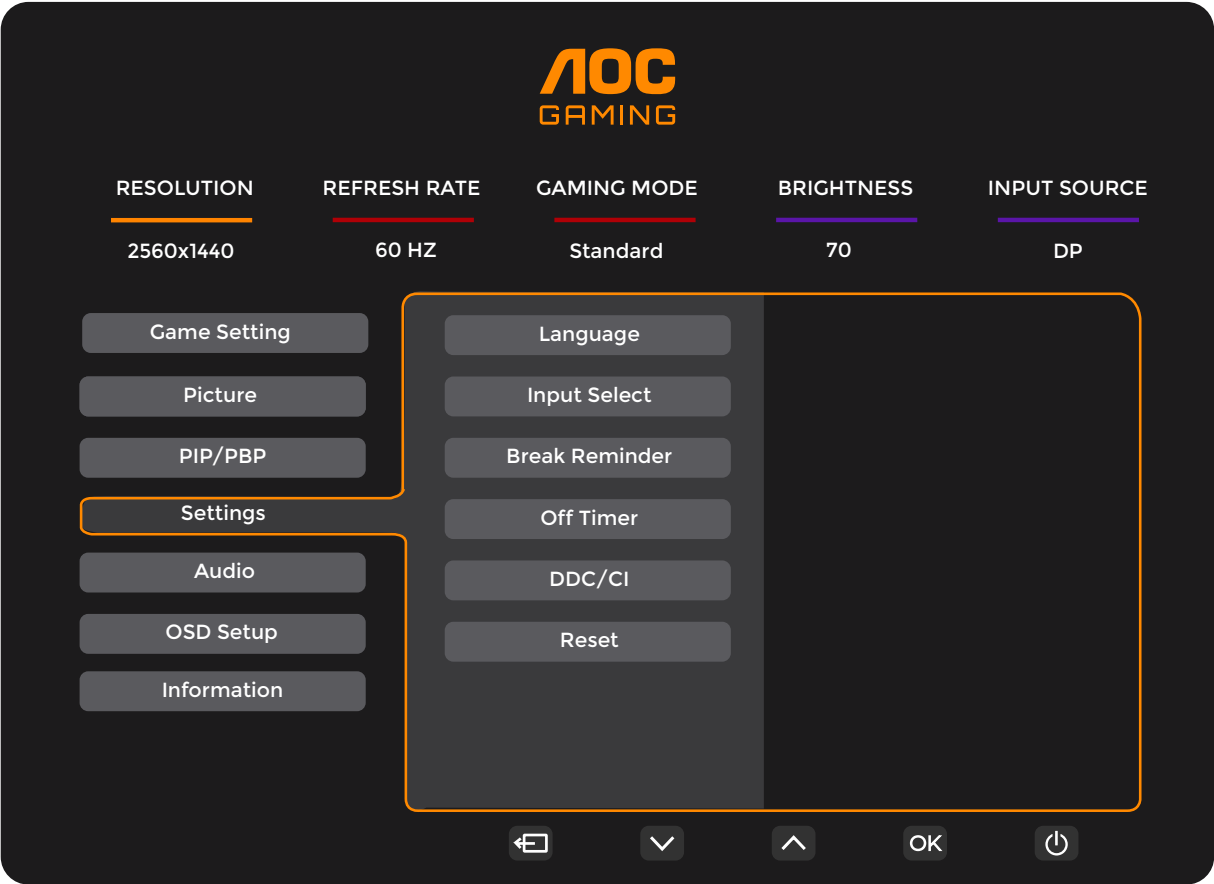 AOC
GAMING
RESOLUTION REFRESH RATE GAMING MODE BRIGHTNESS INPUT SOURCE
2560x1440 60 HZ Standard 70 DP
Game Setting
Picture
PIP/PBP
Settings
Audio
OSD Setup
Information
Language
Input Select
Break Reminder
Off Timer
DDC/CI
Reset
OK